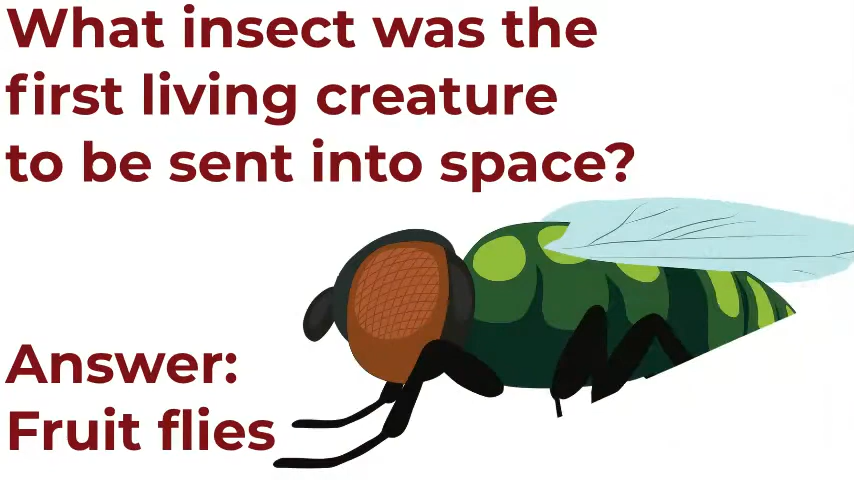 What insect was the
first living creature
to be sent into space?
Answer:
Fruit flies